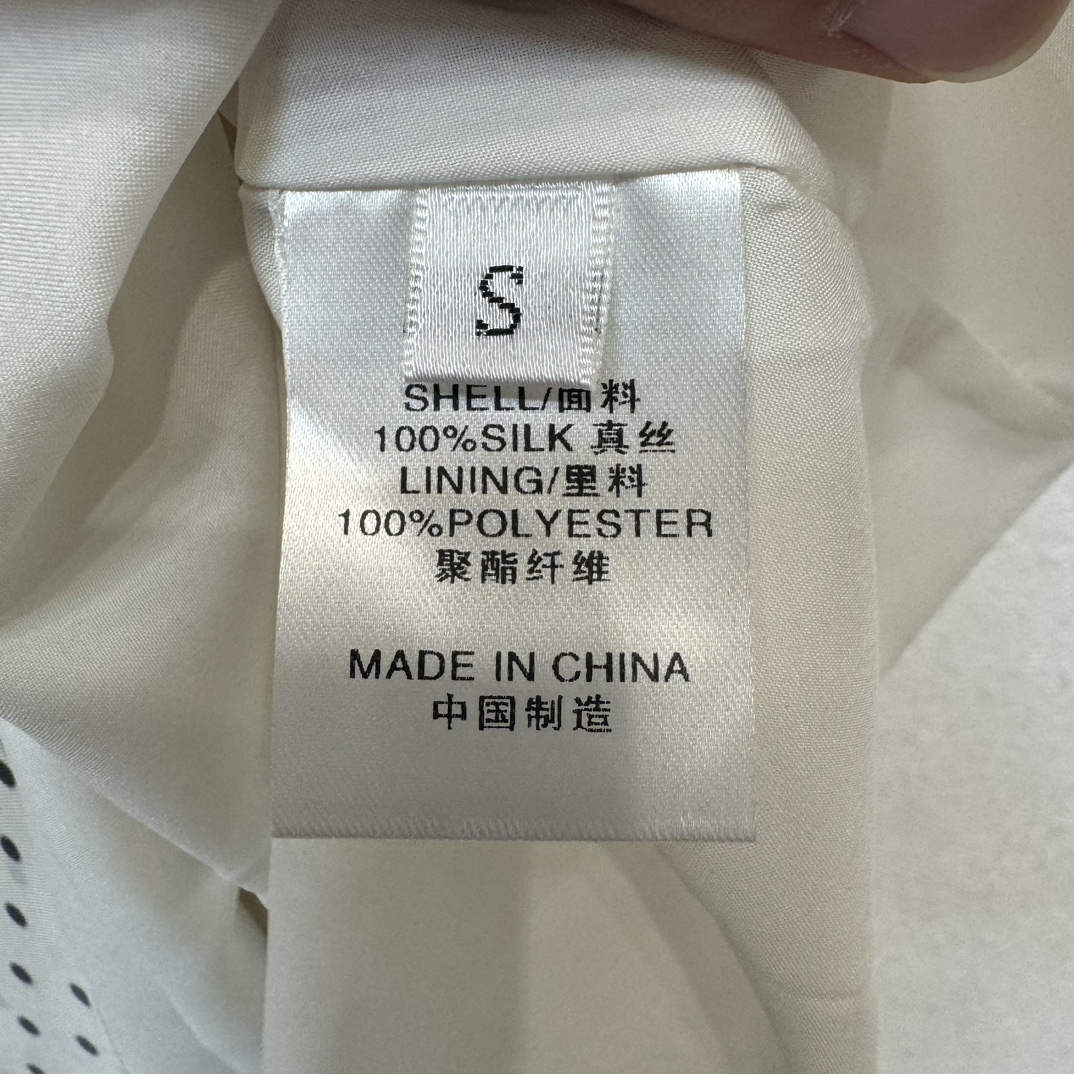 S
SHELL/面料
100%SILK 真丝
LINING/里料
100%POLYESTER
聚酯纤维
MADE IN CHINA
中国制造